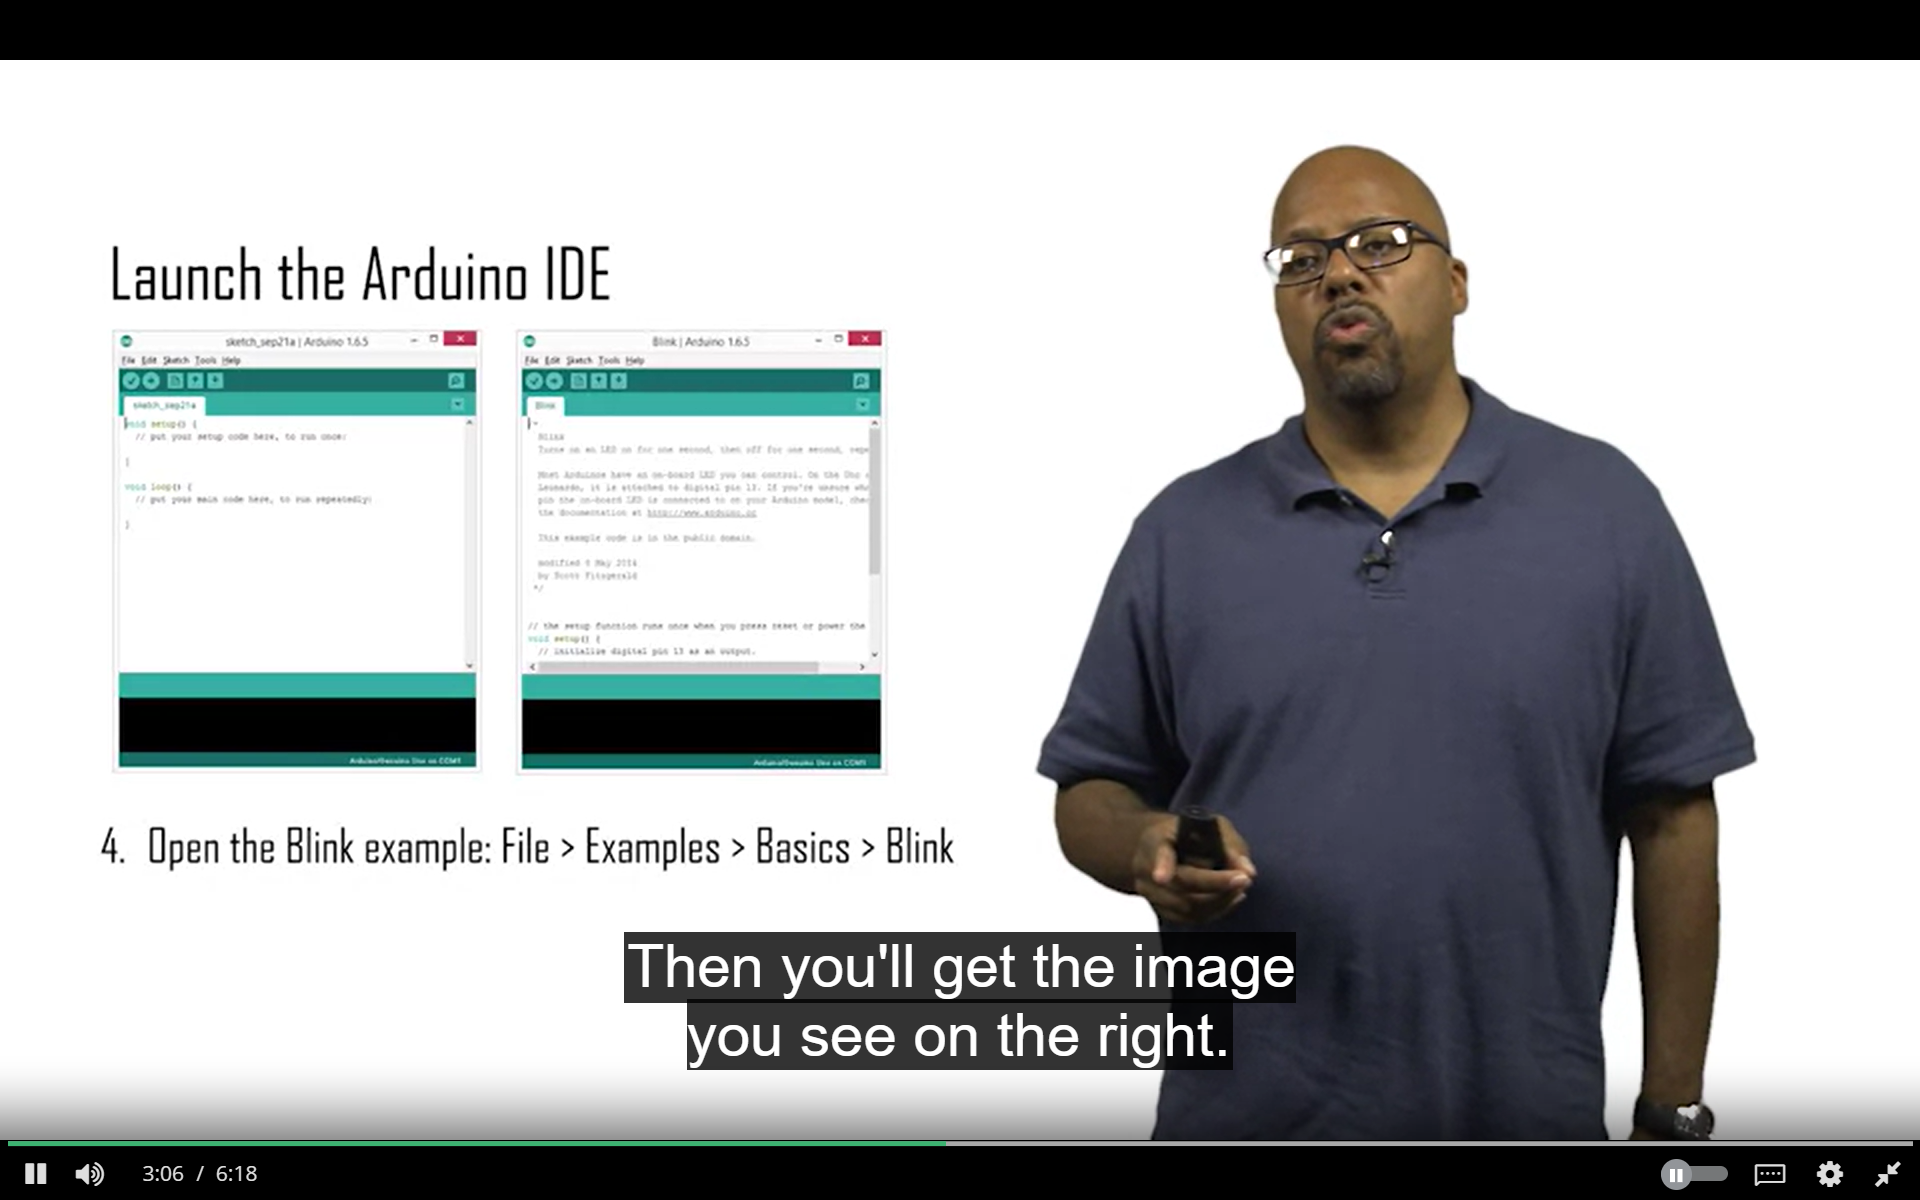 Launch the Arduino IDE
sketch_sep21a | Arduino 1.6.5
File Edit Sketch Tools Help
sketch_sep21a
void setup() {
// put your setup code here, to run once:
}
void loop() {
// put your main code here, to run repeatedly:
}
Arduino/Genuino Uno on COM1
Blink | Arduino 1.6.5
File Edit Sketch Tools Help
Blink
Blink
Turns on an LED on for one second, then off for one second, repe
Most Arduinos have an on-board LED you can control. On the Uno
Leonardo, it is attached to digital pin 13. If you're unsure wha
pin the on-board LED is connected to on your Arduino model, chec
the documentation at http://www.arduino.cc
This example code is in the public domain.
modified 8 May 2014
by Scott Fitzgerald
*/
// the setup function runs once when you press reset or power the
void setup() {
// initialize digital pin 13 as an output.
Arduino/Genuino Uno on COM1
4. Open the Blink example: File > Examples > Basics > Blink
Then you'll get the image
you see on the right.
3:06 / 6:18